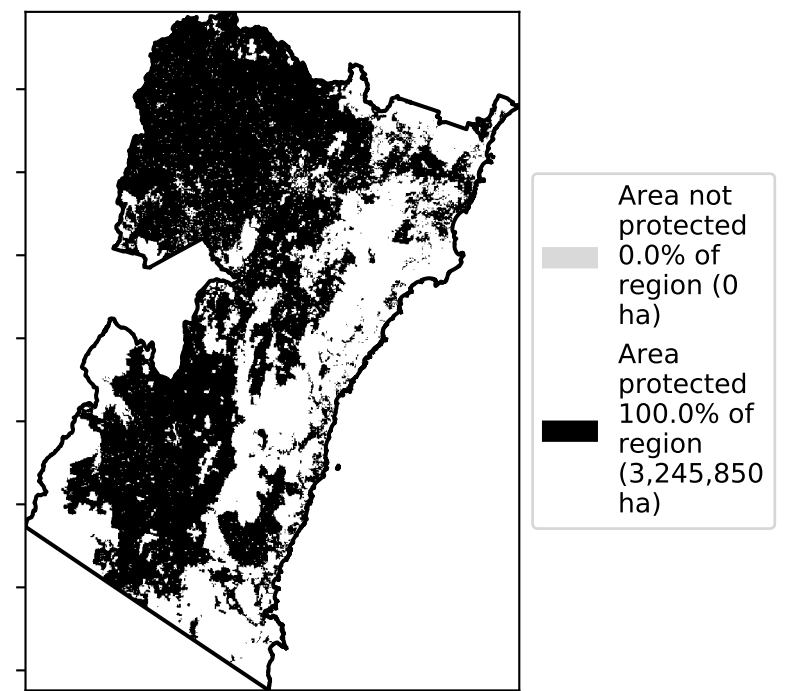 Area not
protected
0.0% of
region (0
ha)
Area
protected
100.0% of
region
(3,245,850
ha)